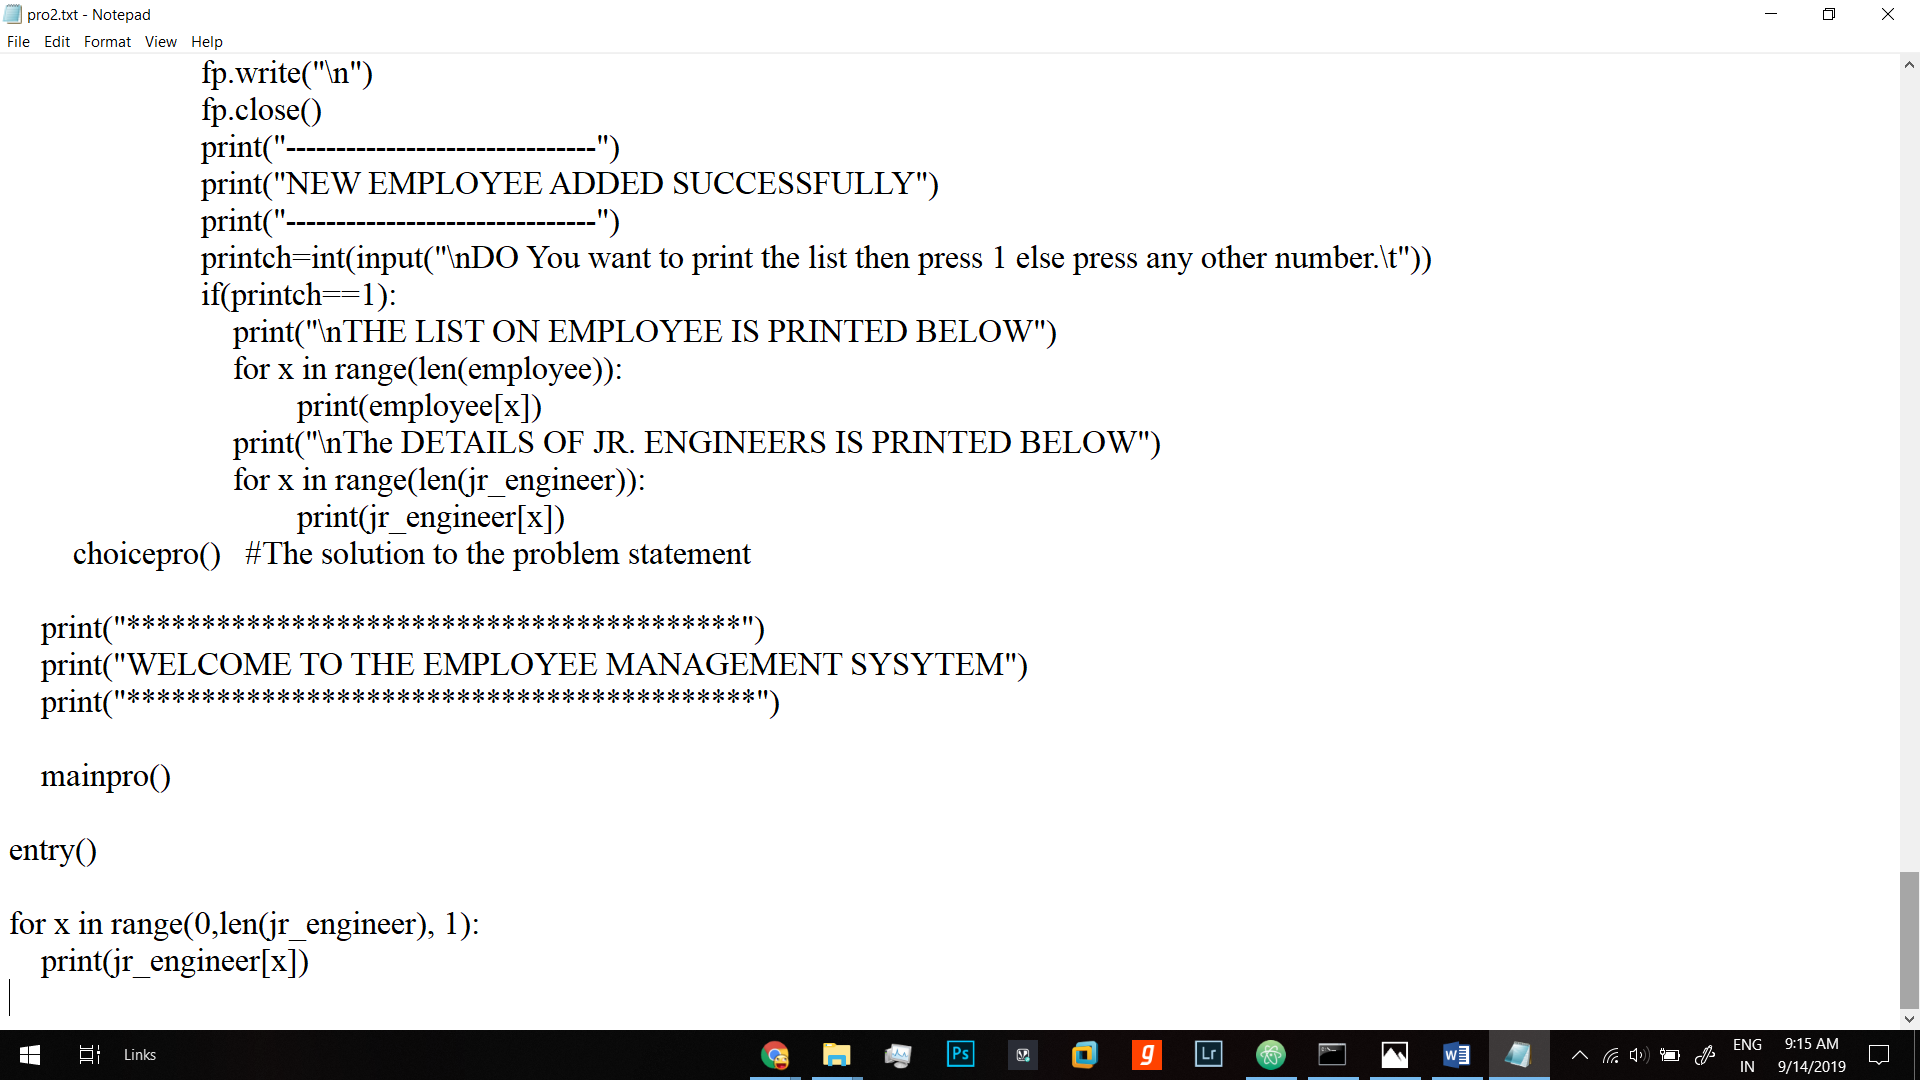 pro2.txt - Notepad
File Edit Format View Help
fp.write("\n")
fp.close()
print("-------------------------------")
print("NEW EMPLOYEE ADDED SUCCESSFULLY")
print("-------------------------------")
printch=int(input("\nDO You want to print the list then press 1 else press any other number.\t"))
if(printch==1):
print("\nTHE LIST ON EMPLOYEE IS PRINTED BELOW")
for x in range(len(employee)):
print(employee[x])
print("\nThe DETAILS OF JR. ENGINEERS IS PRINTED BELOW")
for x in range(len(jr_engineer)):
print(jr_engineer[x])
choicepro() #The solution to the problem statement
print("*****************************************")
print("WELCOME TO THE EMPLOYEE MANAGEMENT SYSYTEM")
print("******************************************")
mainpro()
entry()
for x in range(0,len(jr_engineer), 1):
print(jr_engineer[x])
Links
Ps
g
Lr
W
ENG
IN
9:15 AM
9/14/2019